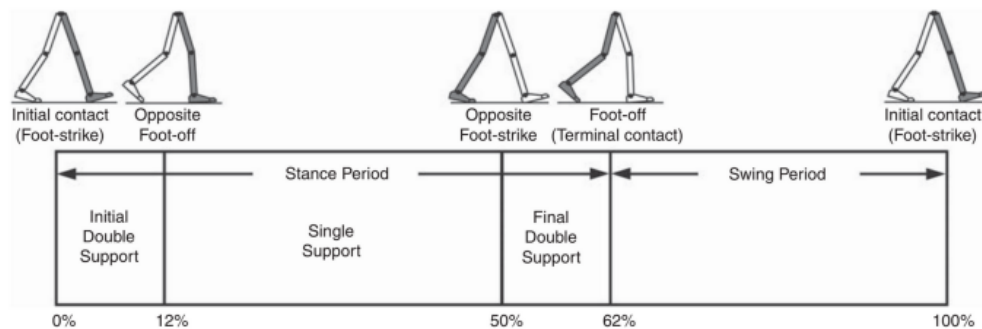 Initial contact
(Foot-strike)
Opposite
Foot-off
Opposite
Foot-strike
Foot-off
(Terminal contact)
Initial contact
(Foot-strike)
Stance Period
Swing Period
Initial
Double
Support
Single
Support
Final
Double
Support
0%
12%
50%
62%
100%